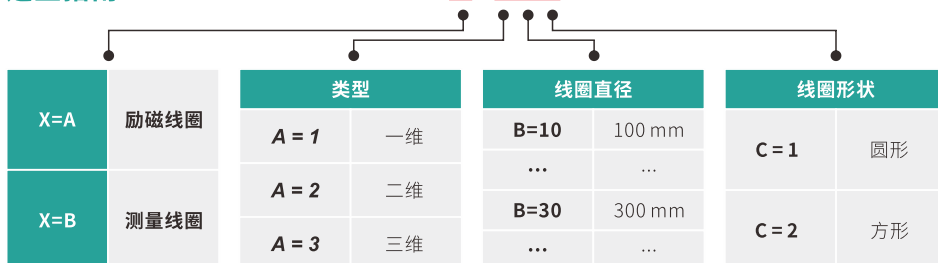 X=A 励磁线圈
X=B 测量线圈
类型
A = 1 一维
A = 2 二维
A = 3 三维
线圈直径
B=10 100 mm
... ...
B=30 300 mm
... ...
线圈形状
C = 1 圆形
C = 2 方形